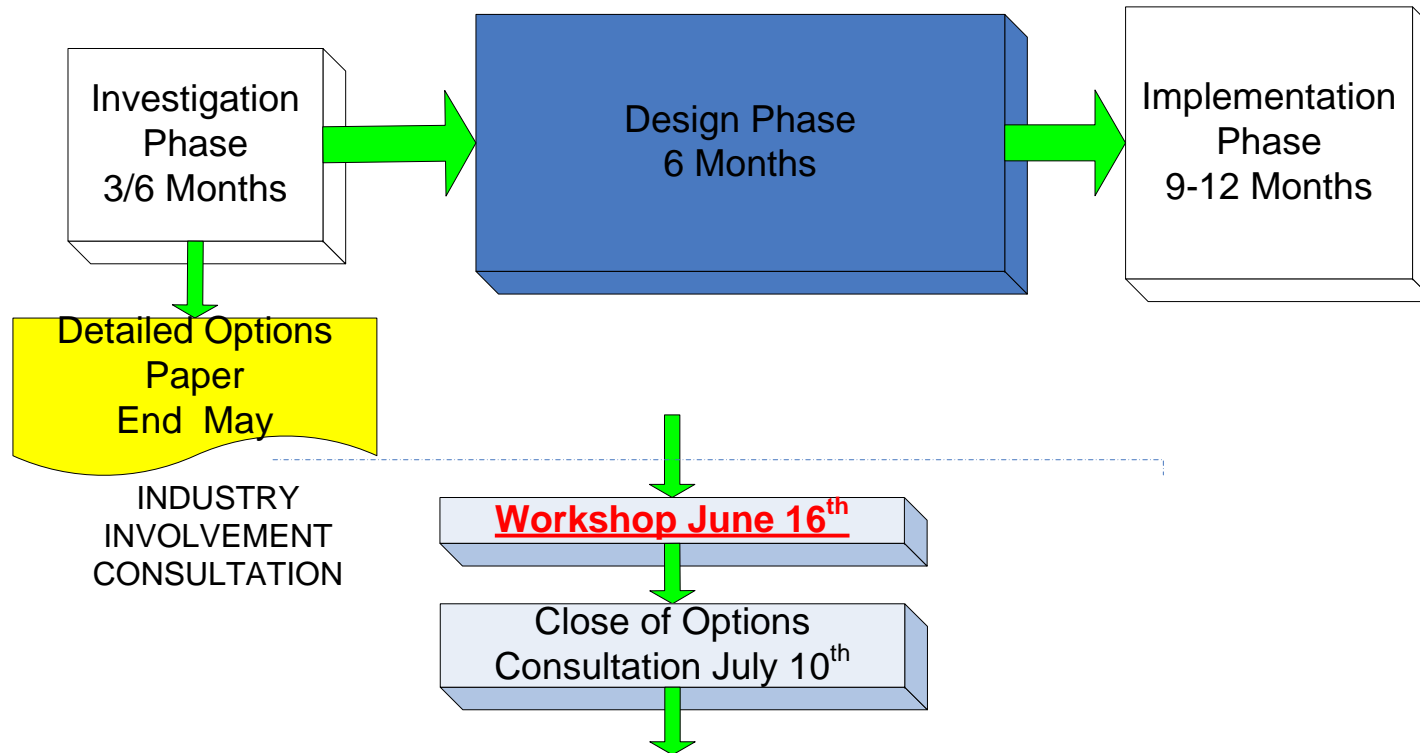 Investigation
Phase
3/6 Months
Design Phase
6 Months
Implementation
Phase
9-12 Months
Detailed Options
Paper
End May
INDUSTRY
INVOLVEMENT
CONSULTATION
Workshop June 16th
Close of Options
Consultation July 10th